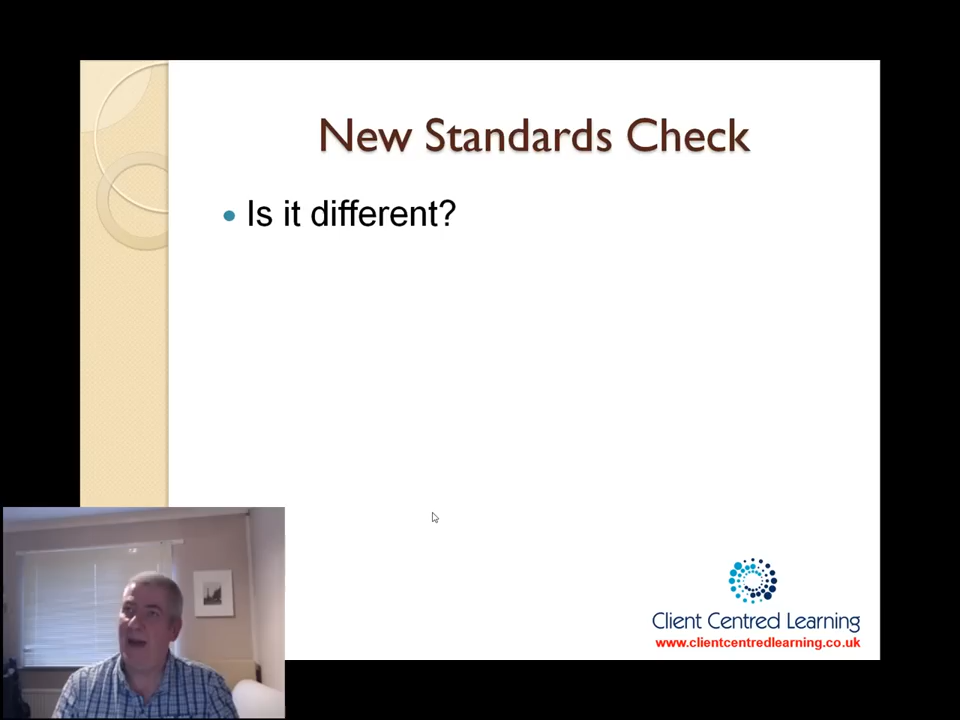 New Standards Check
Is it different?
Client Centred Learning
www.clientcentredlearning.co.uk